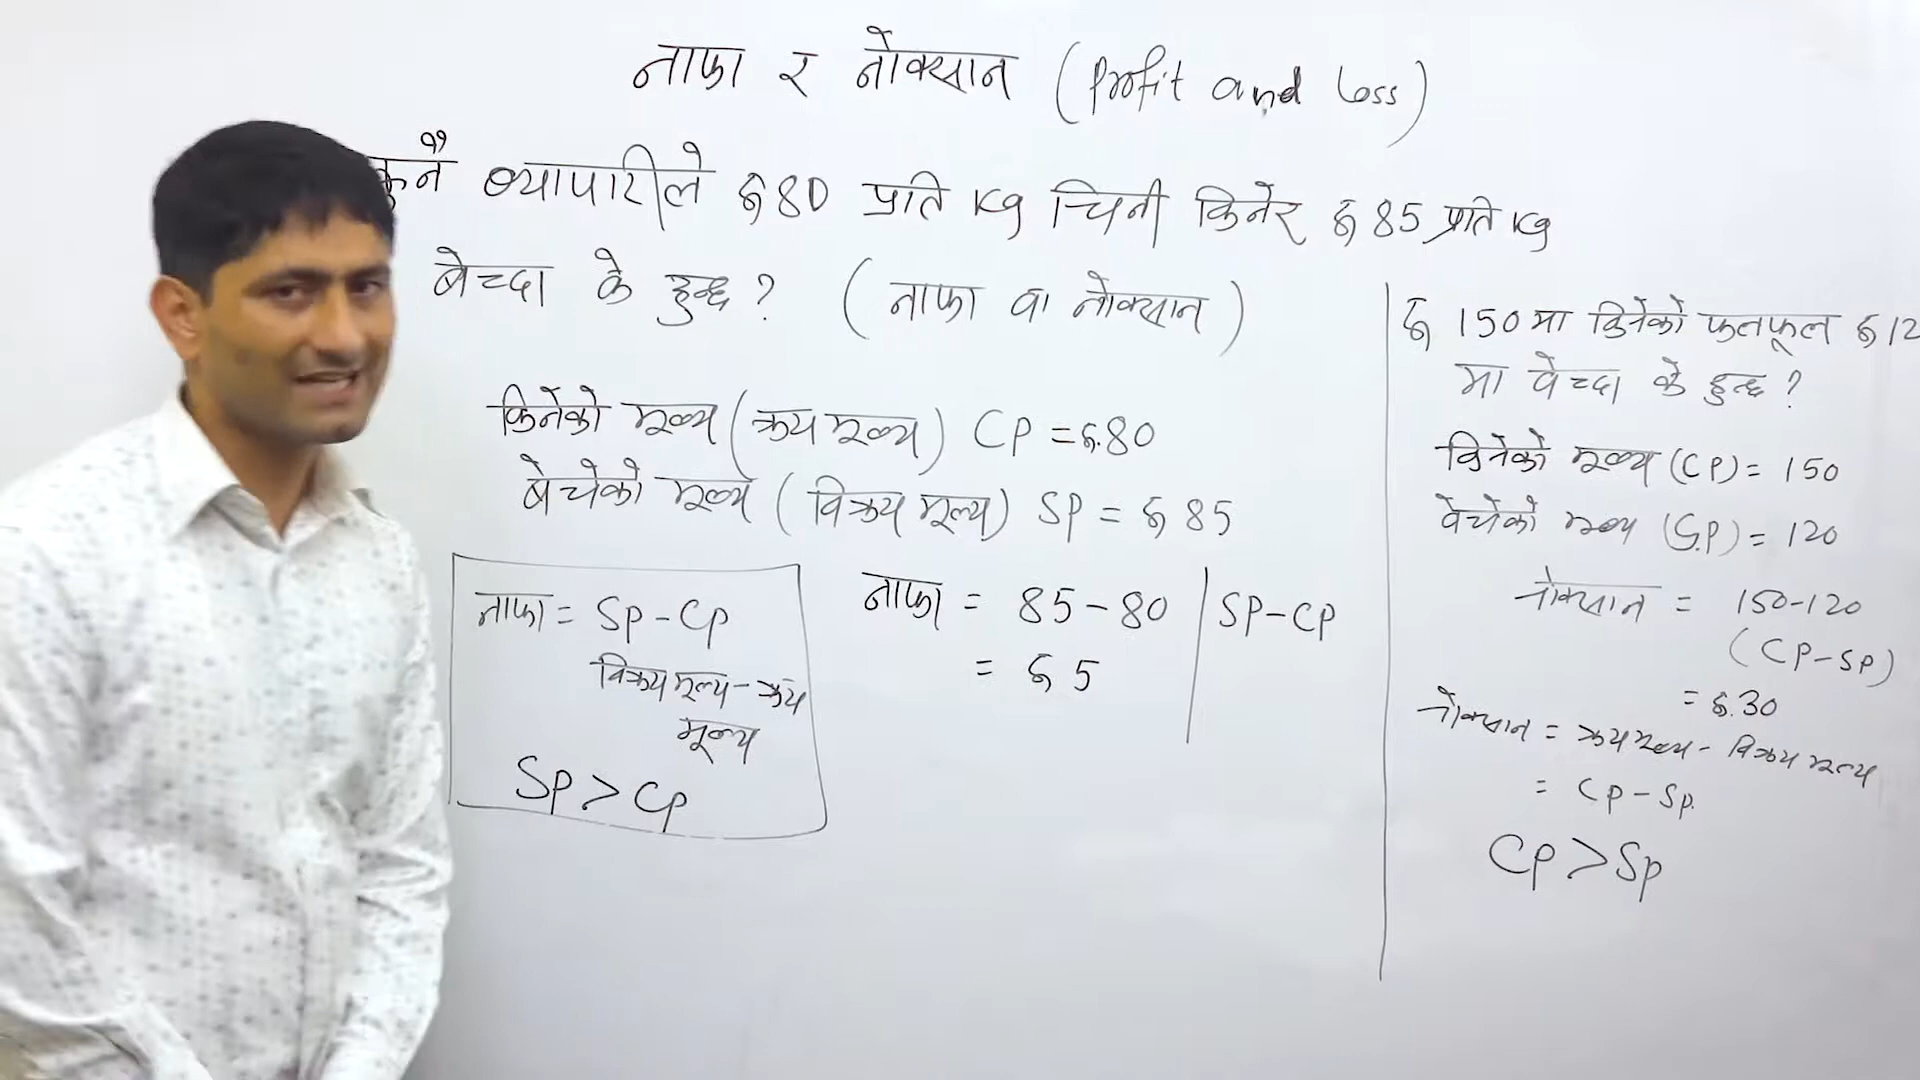 नाफा र नोक्सान (Profit and Loss)
कुनै व्यापारीले रु 80 प्रति Kg चिनी किनेर रु 85 प्रति Kg
बेच्दा के हुन्छ ? ( नाफा वा नोक्सान )
किनेको मूल्य (क्रय मूल्य) CP = रु.80
बेचेको मूल्य ( विक्रय मूल्य) SP = रु 85
नाफा = SP - CP
विक्रय मूल्य - क्रय
मूल्य
SP > CP
नाफा = 85 - 80 | SP - CP
= रु 5
रु 150 मा किनेको फलफूल रु 12
मा बेच्दा के हुन्छ ?
किनेको मूल्य (CP) = 150
बेचेको मूल्य (S.P) = 120
नोक्सान = 150-120
(CP-SP)
= रु.30
नोक्सान = क्रय मूल्य - विक्रय मूल्य
= CP - SP.
CP > SP